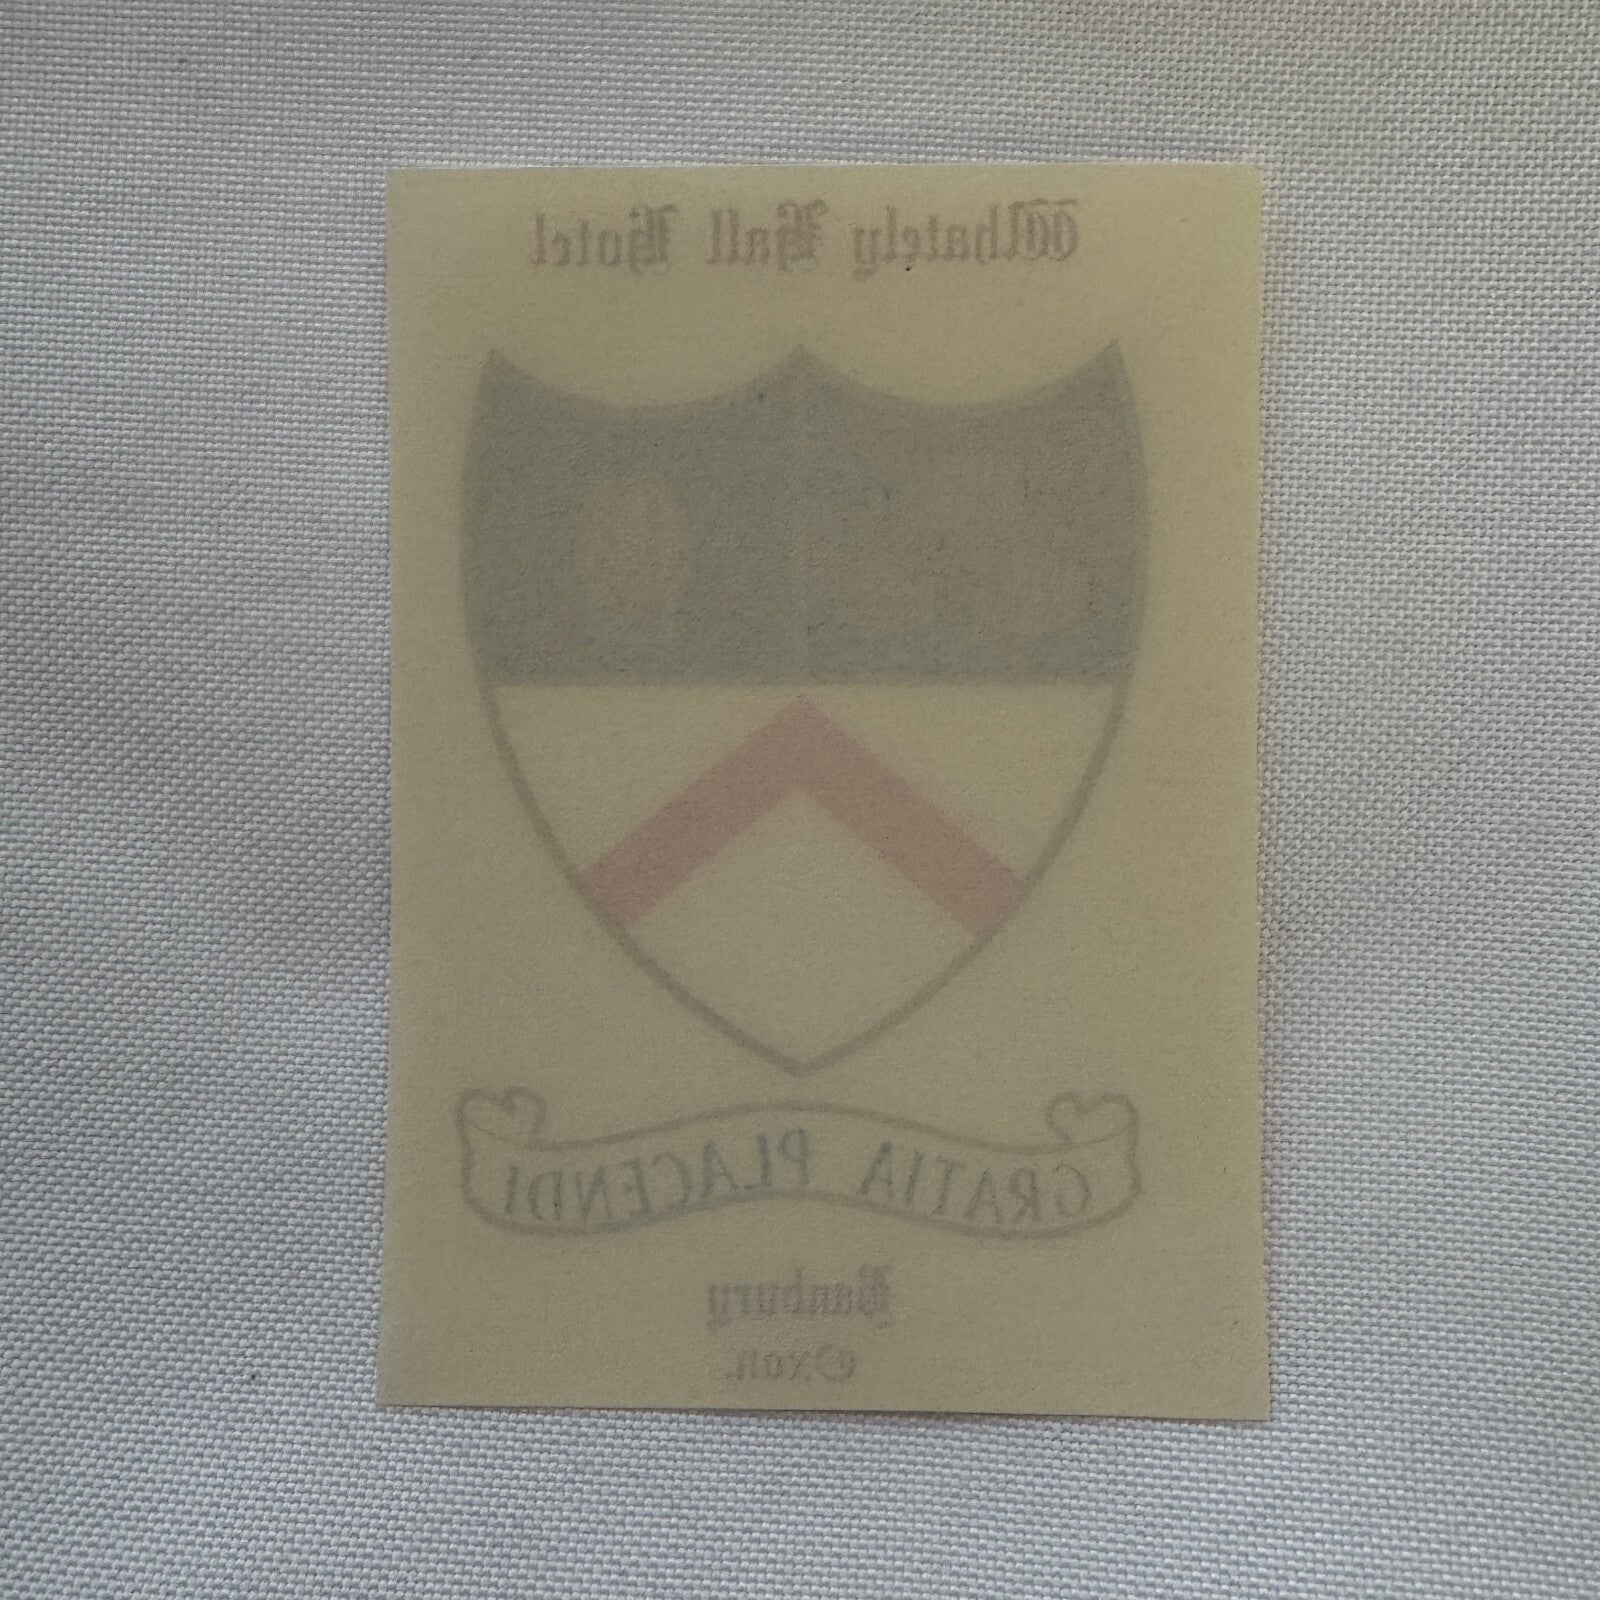 Whately Hall Hotel
GRATIA PLACENDI
Banbury
Oxon.